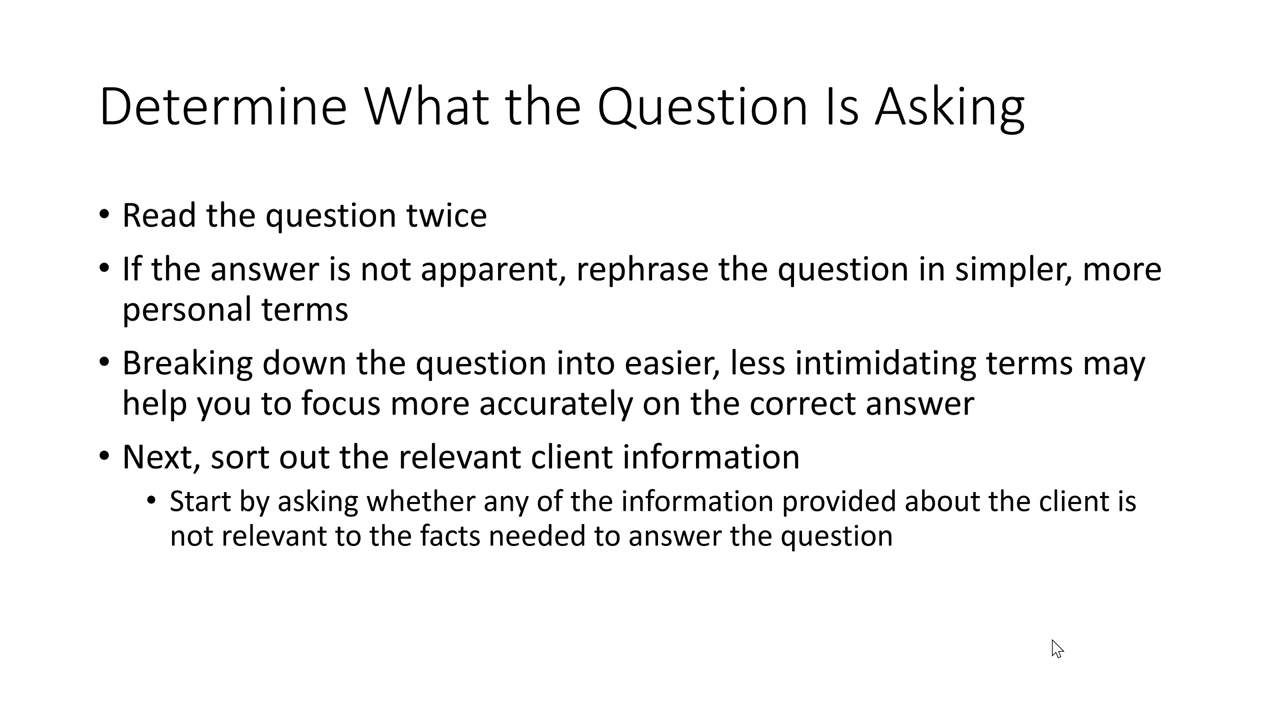 Determine What the Question Is Asking
• Read the question twice
• If the answer is not apparent, rephrase the question in simpler, more
personal terms
• Breaking down the question into easier, less intimidating terms may
help you to focus more accurately on the correct answer
• Next, sort out the relevant client information
• Start by asking whether any of the information provided about the client is
not relevant to the facts needed to answer the question